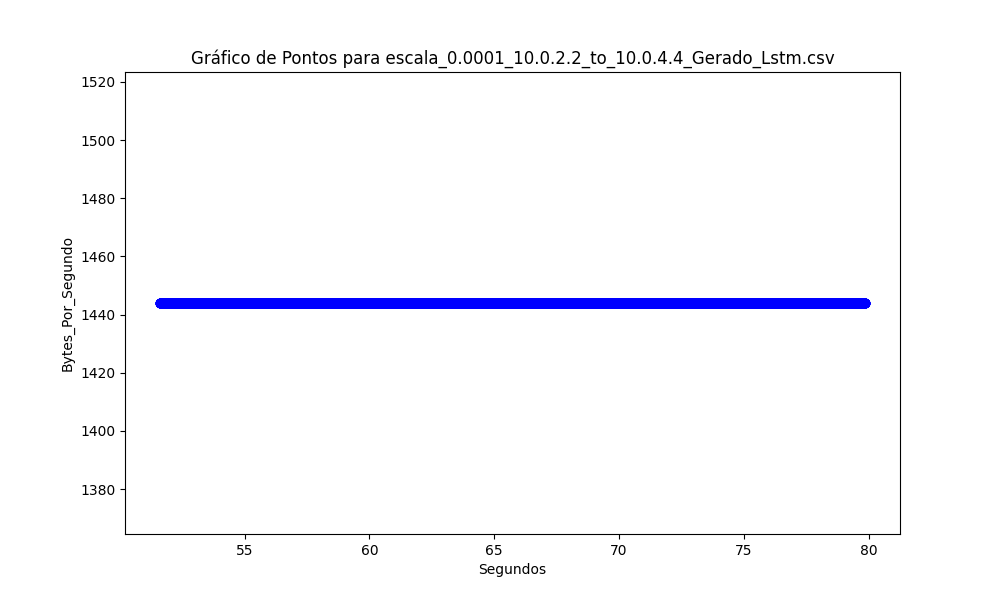 Gráfico de Pontos para escala_0.0001_10.0.2.2_to_10.0.4.4_Gerado_Lstm.csv
1520
1500
1480
1460
1440
1420
1400
1380
Bytes_Por_Segundo
55 60 65 70 75 80
Segundos